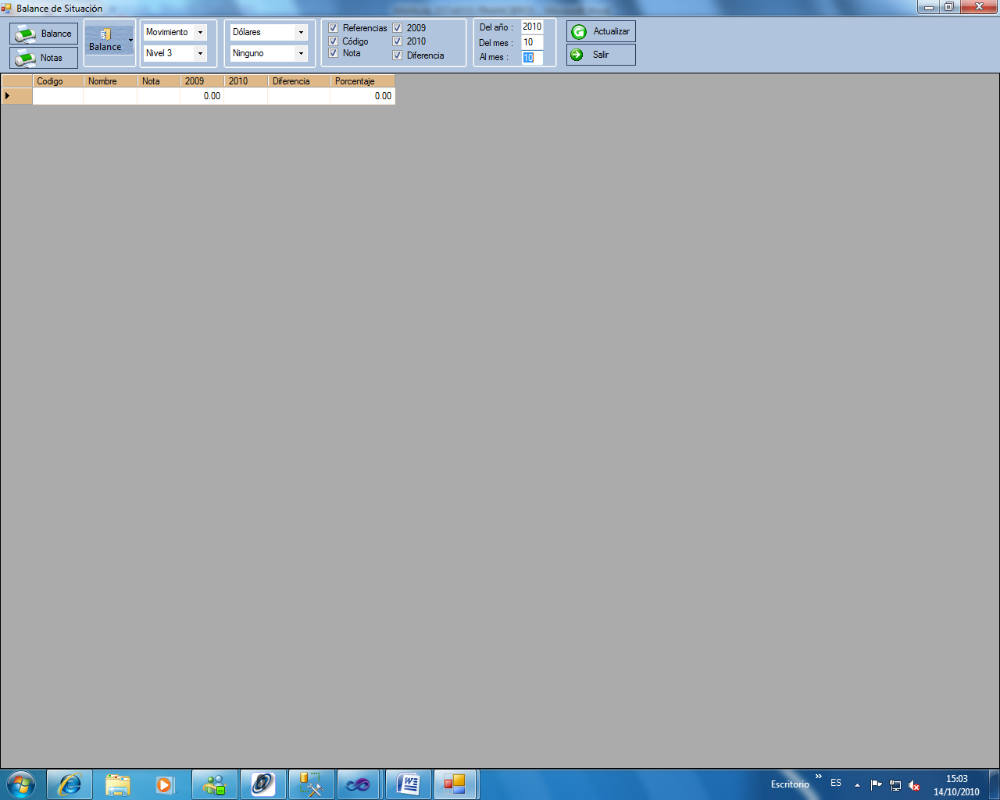 Balance de Situación
Balance
Notas
Balance
Movimiento
Nivel 3
Dólares
Ninguno
Referencias 2009
Código 2010
Nota Diferencia
Del año : 2010
Del mes : 10
Al mes : 10
Actualizar
Salir
Codigo Nombre Nota 2009 2010 Diferencia Porcentaje
0.00 0.00
Escritorio » ES 15:03
14/10/2010